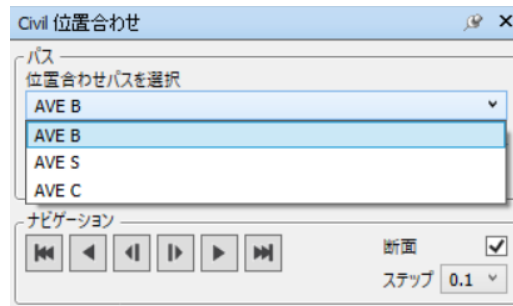 Civil 位置合わせ
パス
位置合わせパスを選択
AVE B
AVE B
AVE S
AVE C
ナビゲーション
断面
ステップ 0.1